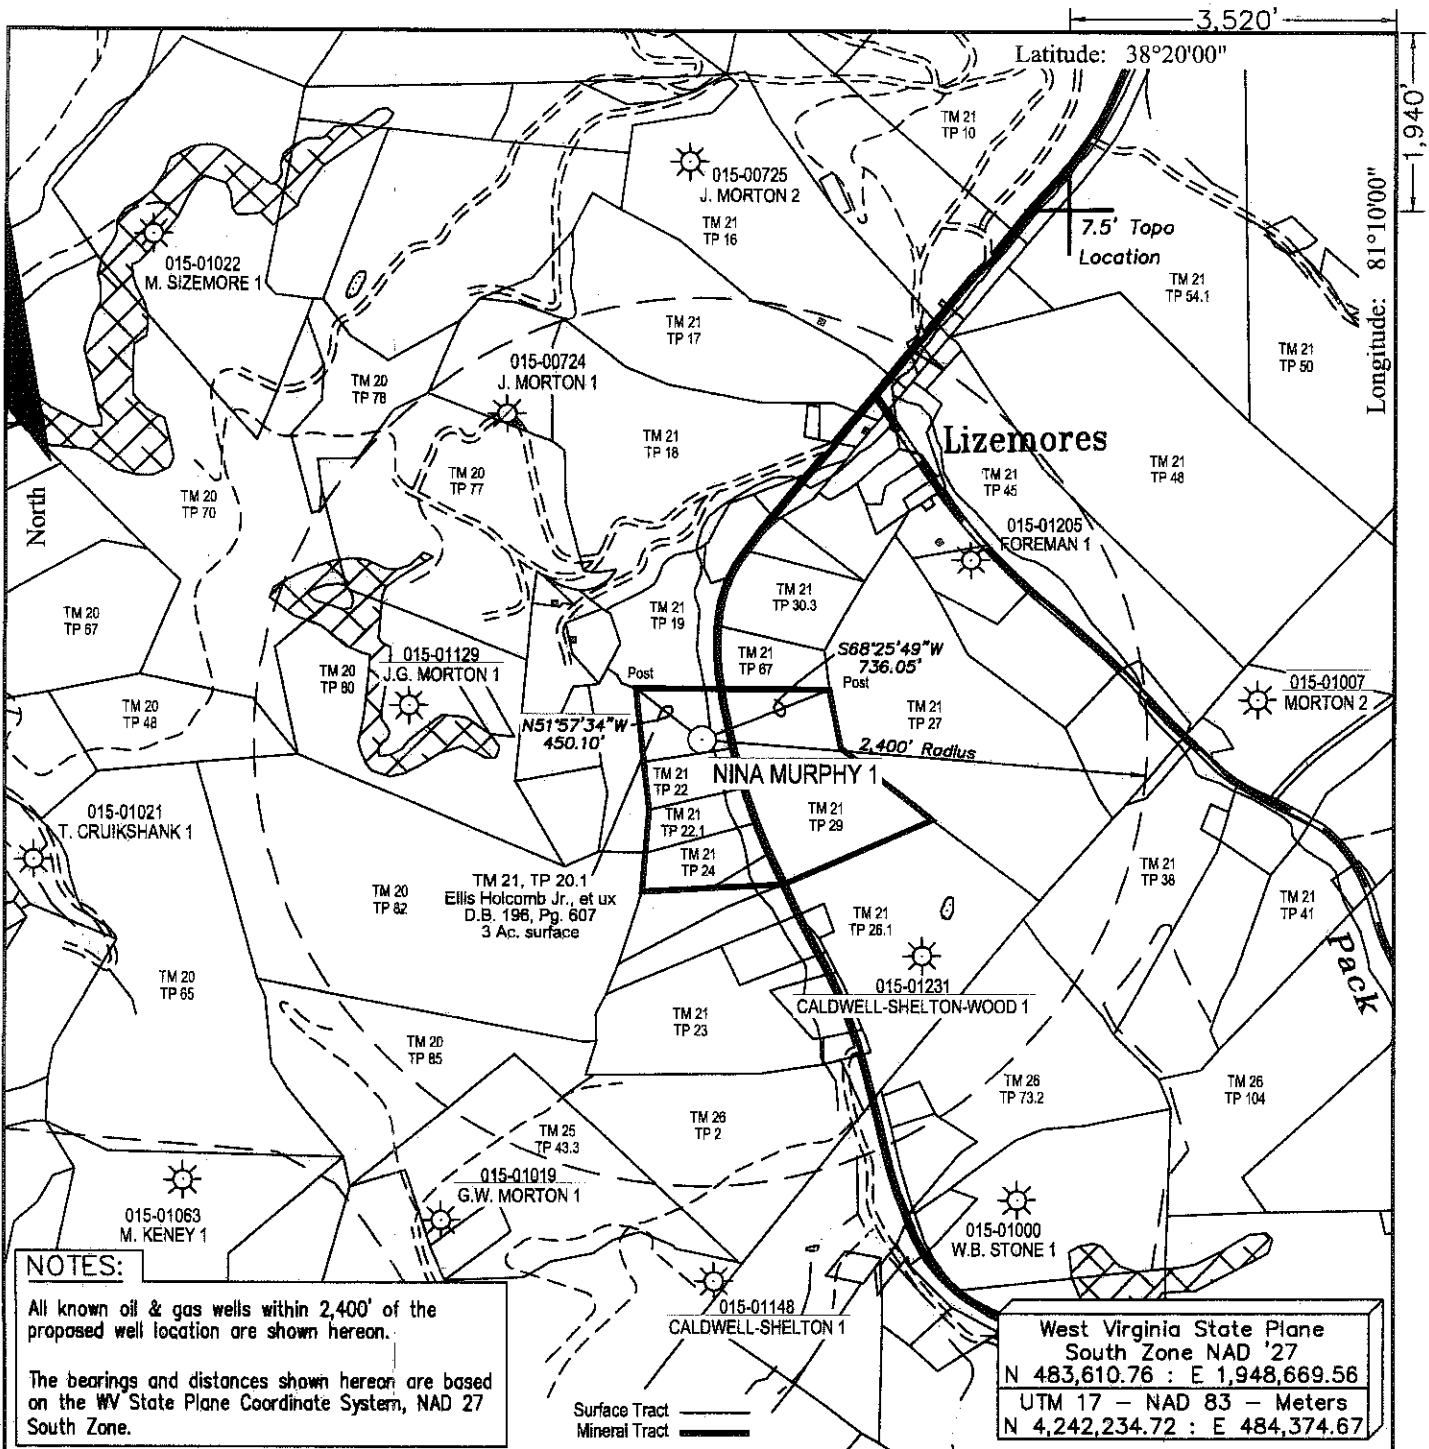 3,520'
Latitude: 38°20'00"
1,940'
Longitude: 81°10'00"
TM 21
TP 10
015-00725
J. MORTON 2
TM 21
TP 16
7.5' Topo
Location
015-01022
M. SIZEMORE 1
TM 21
TP 54.1
TM 21
TP 17
TM 21
TP 50
015-00724
J. MORTON 1
TM 20
TP 78
TM 21
TP 18
Lizemores
TM 21
TP 48
TM 20
TP 77
TM 21
TP 45
TM 20
TP 70
North
015-01205
FOREMAN 1
TM 20
TP 67
TM 21
TP 19
TM 21
TP 30.3
015-01129
J.G. MORTON 1
TM 20
TP 80
TM 21
TP 67
S68°25'49"W
736.05'
Post
Post
015-01007
MORTON 2
TM 20
TP 48
N51°57'34"W
450.10'
TM 21
TP 27
2,400' Radius
NINA MURPHY 1
TM 21
TP 22
015-01021
T. CRUIKSHANK 1
TM 21
TP 22.1
TM 21
TP 29
TM 21
TP 24
TM 21, TP 20.1
Ellis Holcomb Jr., et ux
D.B. 196, Pg. 607
3 Ac. surface
TM 20
TP 82
TM 21
TP 38
TM 21
TP 41
TM 21
TP 26.1
Pack
TM 20
TP 65
015-01231
CALDWELL-SHELTON-WOOD 1
TM 21
TP 23
TM 20
TP 85
TM 26
TP 73.2
TM 26
TP 104
TM 26
TP 2
TM 25
TP 43.3
015-01019
G.W. MORTON 1
015-01063
M. KENEY 1
015-01000
W.B. STONE 1
015-01148
CALDWELL-SHELTON 1
NOTES:
All known oil & gas wells within 2,400' of the
proposed well location are shown hereon.
The bearings and distances shown hereon are based
on the WV State Plane Coordinate System, NAD 27
South Zone.
Surface Tract
Mineral Tract
West Virginia State Plane
South Zone NAD '27
N 483,610.76 : E 1,948,669.56
UTM 17 – NAD 83 – Meters
N 4,242,234.72 : E 484,374.67